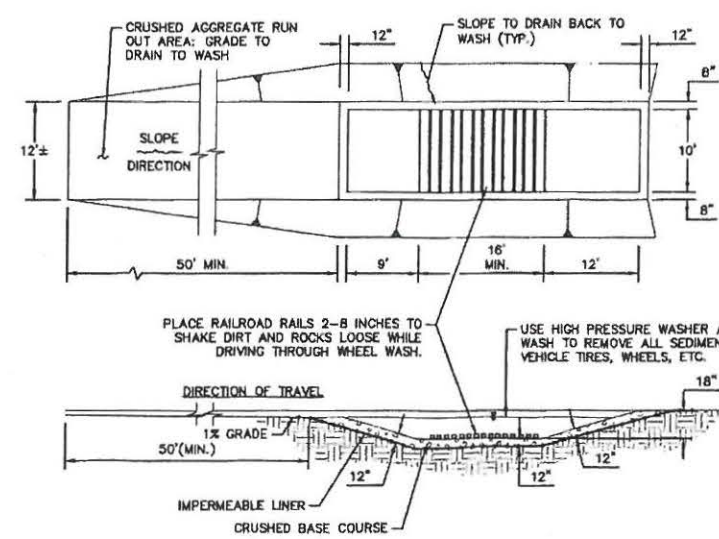 CRUSHED AGGREGATE RUN
OUT AREA: GRADE TO
DRAIN TO WASH
12"
SLOPE TO DRAIN BACK TO
WASH (TYP.)
12"
8"
12'±
SLOPE
DIRECTION
10'
8"
50' MIN.
9'
16'
MIN.
12'
PLACE RAILROAD RAILS 2-8 INCHES TO
SHAKE DIRT AND ROCKS LOOSE WHILE
DRIVING THROUGH WHEEL WASH.
USE HIGH PRESSURE WASHER
WASH TO REMOVE ALL SEDIMEN
VEHICLE TIRES, WHEELS, ETC.
18"
DIRECTION OF TRAVEL
1% GRADE
50'(MIN.)
12"
12"
12"
IMPERMEABLE LINER
CRUSHED BASE COURSE